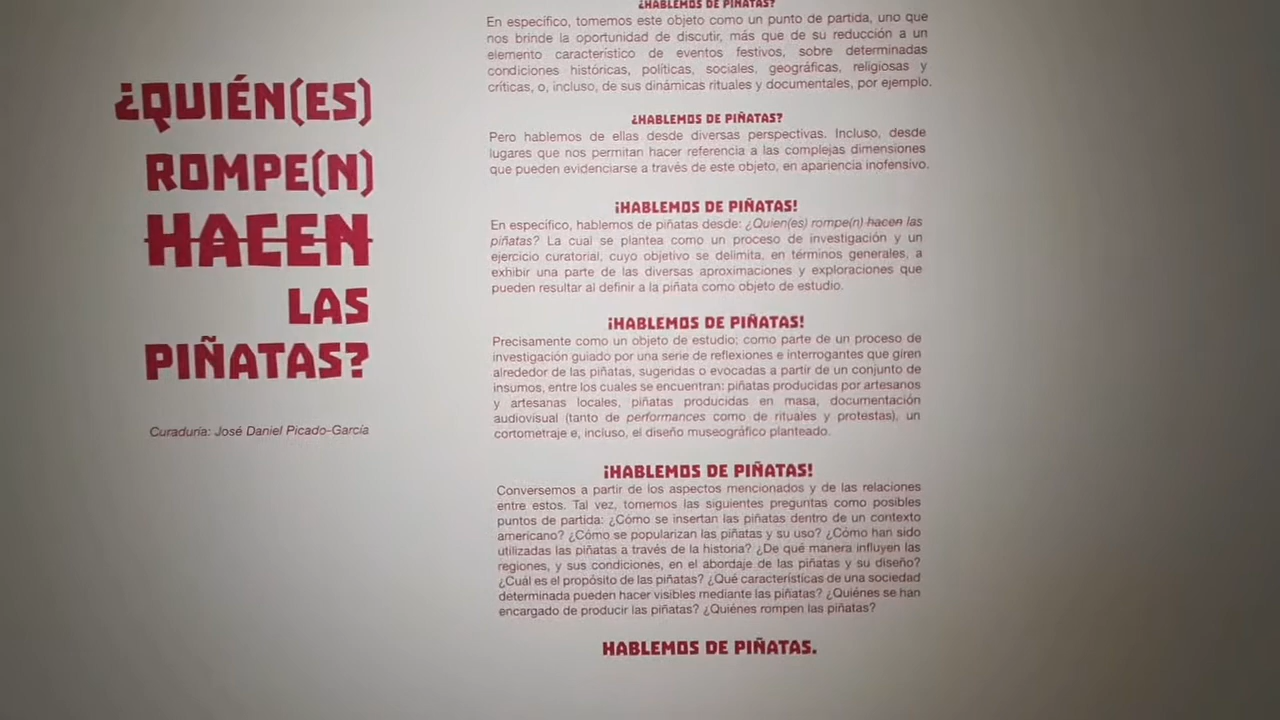 ¿QUIÉN(ES)
ROMPE(N)
HACEN
LAS
PIÑATAS?
Curaduría: José Daniel Picado-García
¿HABLEMOS DE PIÑATAS?
En específico, tomemos este objeto como un punto de partida, uno que
nos brinde la oportunidad de discutir, más que de su reducción a un
elemento característico de eventos festivos, sobre determinadas
condiciones históricas, políticas, sociales, geográficas, religiosas y
críticas, o, incluso, de sus dinámicas rituales y documentales, por ejemplo.
¿HABLEMOS DE PIÑATAS?
Pero hablemos de ellas desde diversas perspectivas. Incluso, desde
lugares que nos permitan hacer referencia a las complejas dimensiones
que pueden evidenciarse a través de este objeto, en apariencia inofensivo.
¡HABLEMOS DE PIÑATAS!
En específico, hablemos de piñatas desde: ¿Quien(es) rompe(n) hacen las
piñatas? La cual se plantea como un proceso de investigación y un
ejercicio curatorial, cuyo objetivo se delimita, en términos generales, a
exhibir una parte de las diversas aproximaciones y exploraciones que
pueden resultar al definir a la piñata como objeto de estudio.
¡HABLEMOS DE PIÑATAS!
Precisamente como un objeto de estudio; como parte de un proceso de
investigación guiado por una serie de reflexiones e interrogantes que giren
alrededor de las piñatas, sugeridas o evocadas a partir de un conjunto de
insumos, entre los cuales se encuentran: piñatas producidas por artesanos
y artesanas locales, piñatas producidas en masa, documentación
audiovisual (tanto de performances como de rituales y protestas), un
cortometraje e, incluso, el diseño museográfico planteado.
¡HABLEMOS DE PIÑATAS!
Conversemos a partir de los aspectos mencionados y de las relaciones
entre estos. Tal vez, tomemos las siguientes preguntas como posibles
puntos de partida: ¿Cómo se insertan las piñatas dentro de un contexto
americano? ¿Cómo se popularizan las piñatas y su uso? ¿Cómo han sido
utilizadas las piñatas a través de la historia? ¿De qué manera influyen las
regiones, y sus condiciones, en el abordaje de las piñatas y su diseño?
¿Cuál es el propósito de las piñatas? ¿Qué características de una sociedad
determinada pueden hacer visibles mediante las piñatas? ¿Quiénes se han
encargado de producir las piñatas? ¿Quiénes rompen las piñatas?
HABLEMOS DE PIÑATAS.